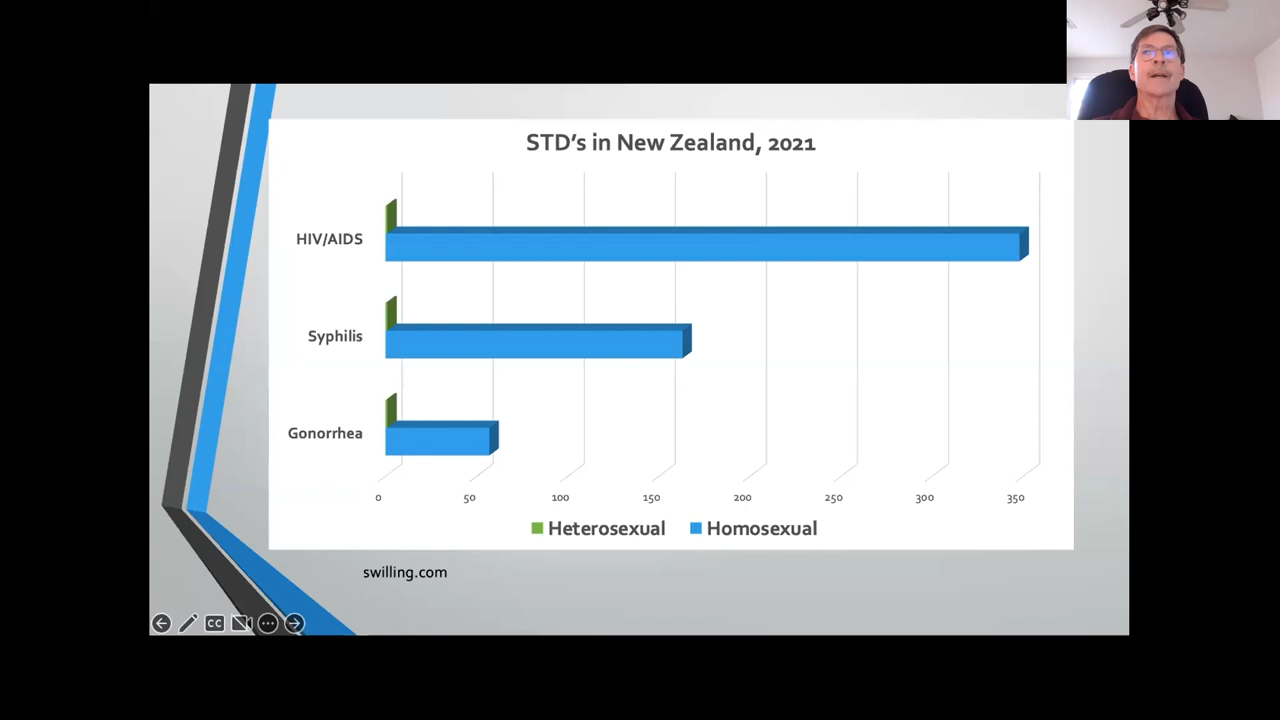 STD's in New Zealand, 2021
HIV/AIDS
Syphilis
Gonorrhea
0 50 100 150 200 250 300 350
Heterosexual Homosexual
swilling.com
CC